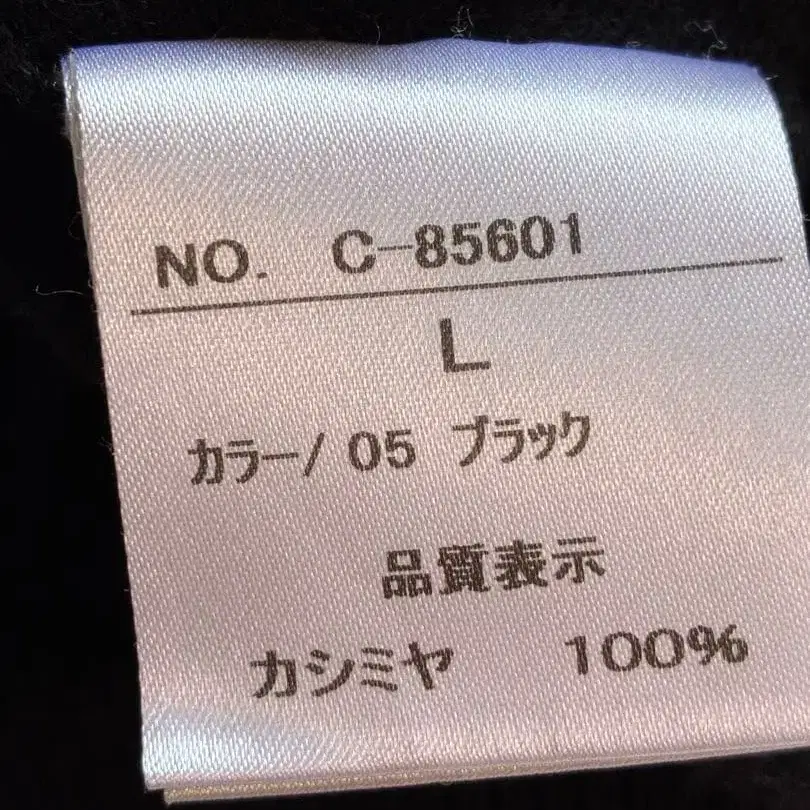 NO. C-85601
L
カラー/ 05 ブラック
品質表示
カシミヤ 100%